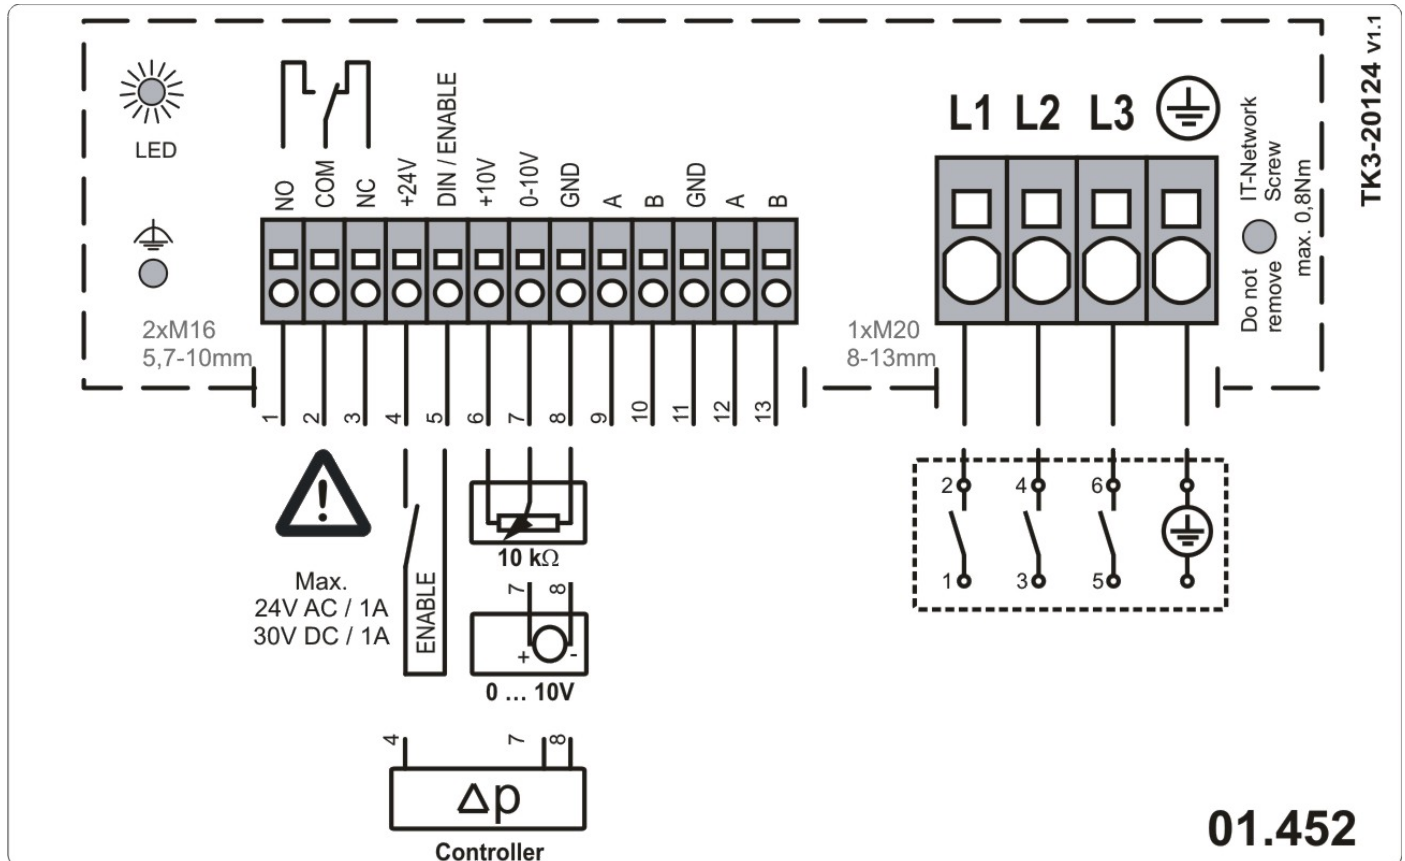 LED
NO
COM
NC
+24V
DIN / ENABLE
+10V
0-10V
GND
A
B
GND
A
B
L1 L2 L3
IT-Network
Screw
Do not
remove
max. 0,8Nm
TK3-20124 V1.1
2xM16
5,7-10mm
1xM20
8-13mm
1
2
3
4
5
6
7
8
9
10
11
12
13
!
Max.
24V AC / 1A
30V DC / 1A
ENABLE
10 kΩ
7
8
+ -
0 ... 10V
4
7
8
Δp
Controller
2 4 6
1 3 5
01.452